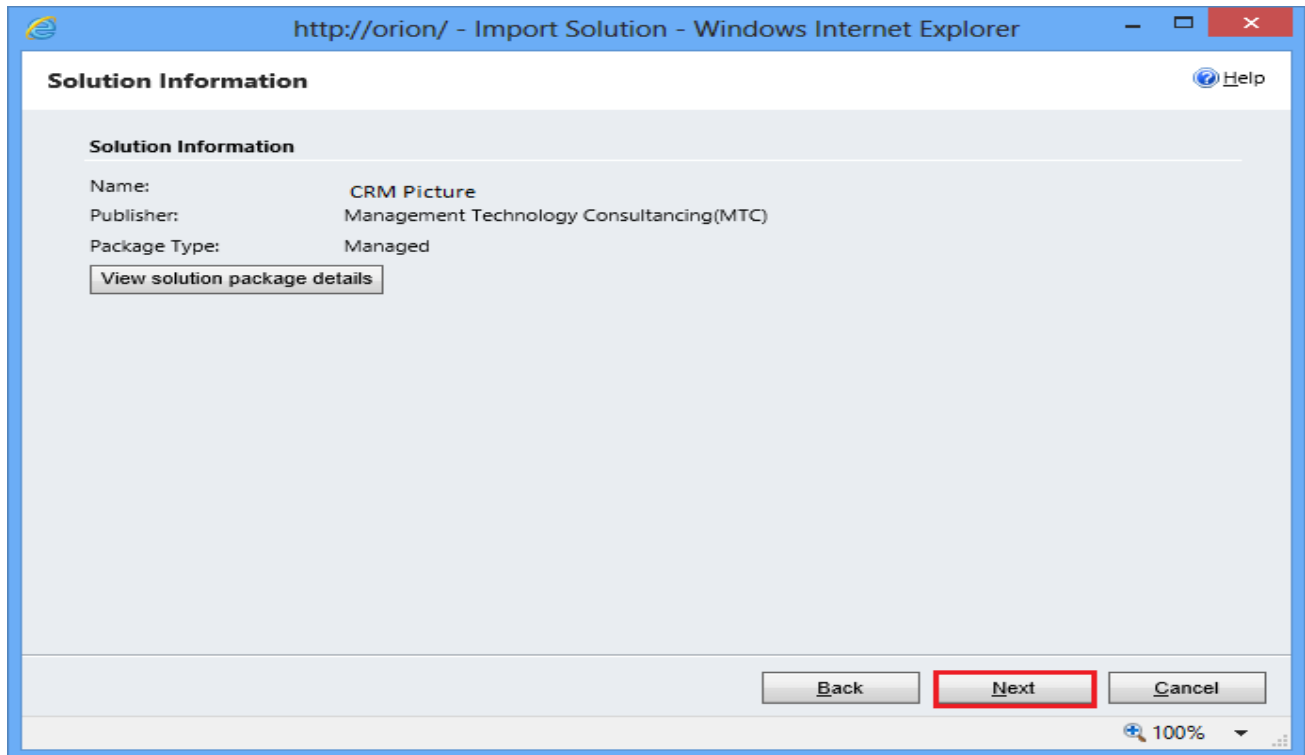 http://orion/ - Import Solution - Windows Internet Explorer
Solution Information
Help
Solution Information
Name: CRM Picture
Publisher: Management Technology Consultancing(MTC)
Package Type: Managed
View solution package details
Back Next Cancel
100%